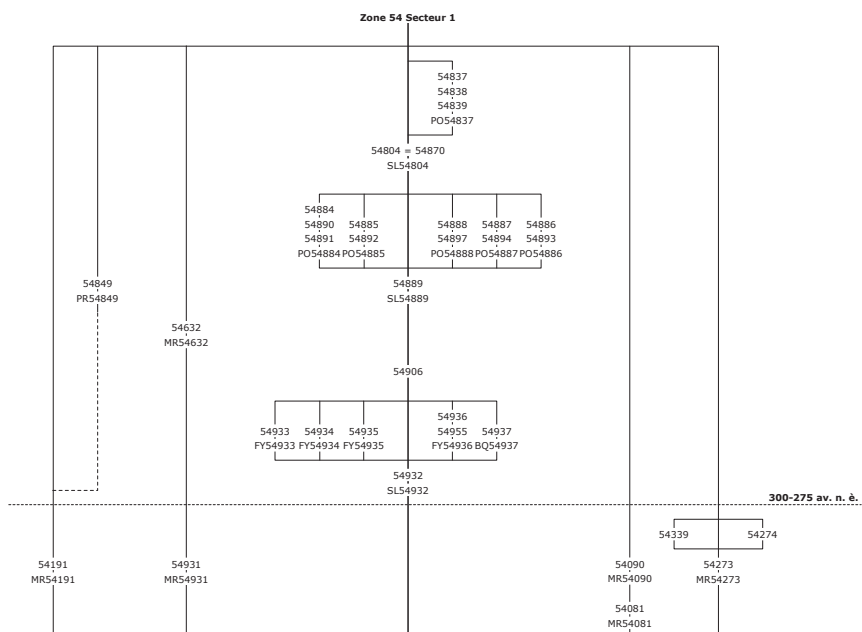 Zone 54 Secteur 1
54837
54838
54839
PO54837
54804 = 54870
SL54804
54884
54890
54891
PO54884
54885
54892
PO54885
54888
54897
PO54888
54887
54894
PO54887
54886
54893
PO54886
54849
PR54849
54889
SL54889
54632
MR54632
54906
54933
FY54933
54934
FY54934
54935
FY54935
54936
54955
FY54936
54937
BQ54937
54932
SL54932
300-275 av. n. è.
54339
54274
54191
MR54191
54931
MR54931
54090
MR54090
54273
MR54273
54081
MR54081